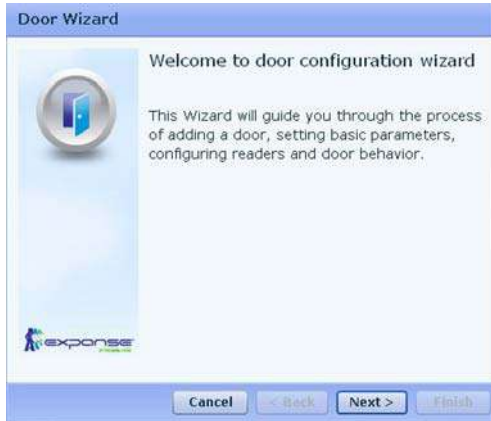 Door Wizard
Welcome to door configuration wizard
This Wizard will guide you through the process
of adding a door, setting basic parameters,
configuring readers and door behavior.
exponse
Cancel
< Back
Next >
Finish